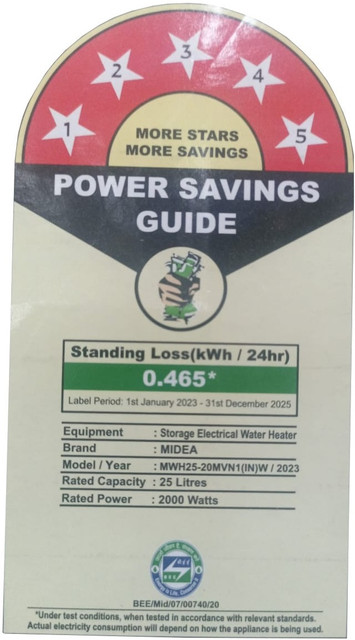 1 2 3 4 5
MORE STARS
MORE SAVINGS
POWER SAVINGS
GUIDE
Standing Loss(kWh / 24hr)
0.465*
Label Period: 1st January 2023 - 31st December 2025
Equipment : Storage Electrical Water Heater
Brand : MIDEA
Model / Year : MWH25-20MVN1(IN)W / 2023
Rated Capacity : 25 Litres
Rated Power : 2000 Watts
BEE
BEE/Mid/07/00740/20
*Under test conditions, when tested in accordance with relevant standards.
Actual electricity consumption will depend on how the appliance is being used.